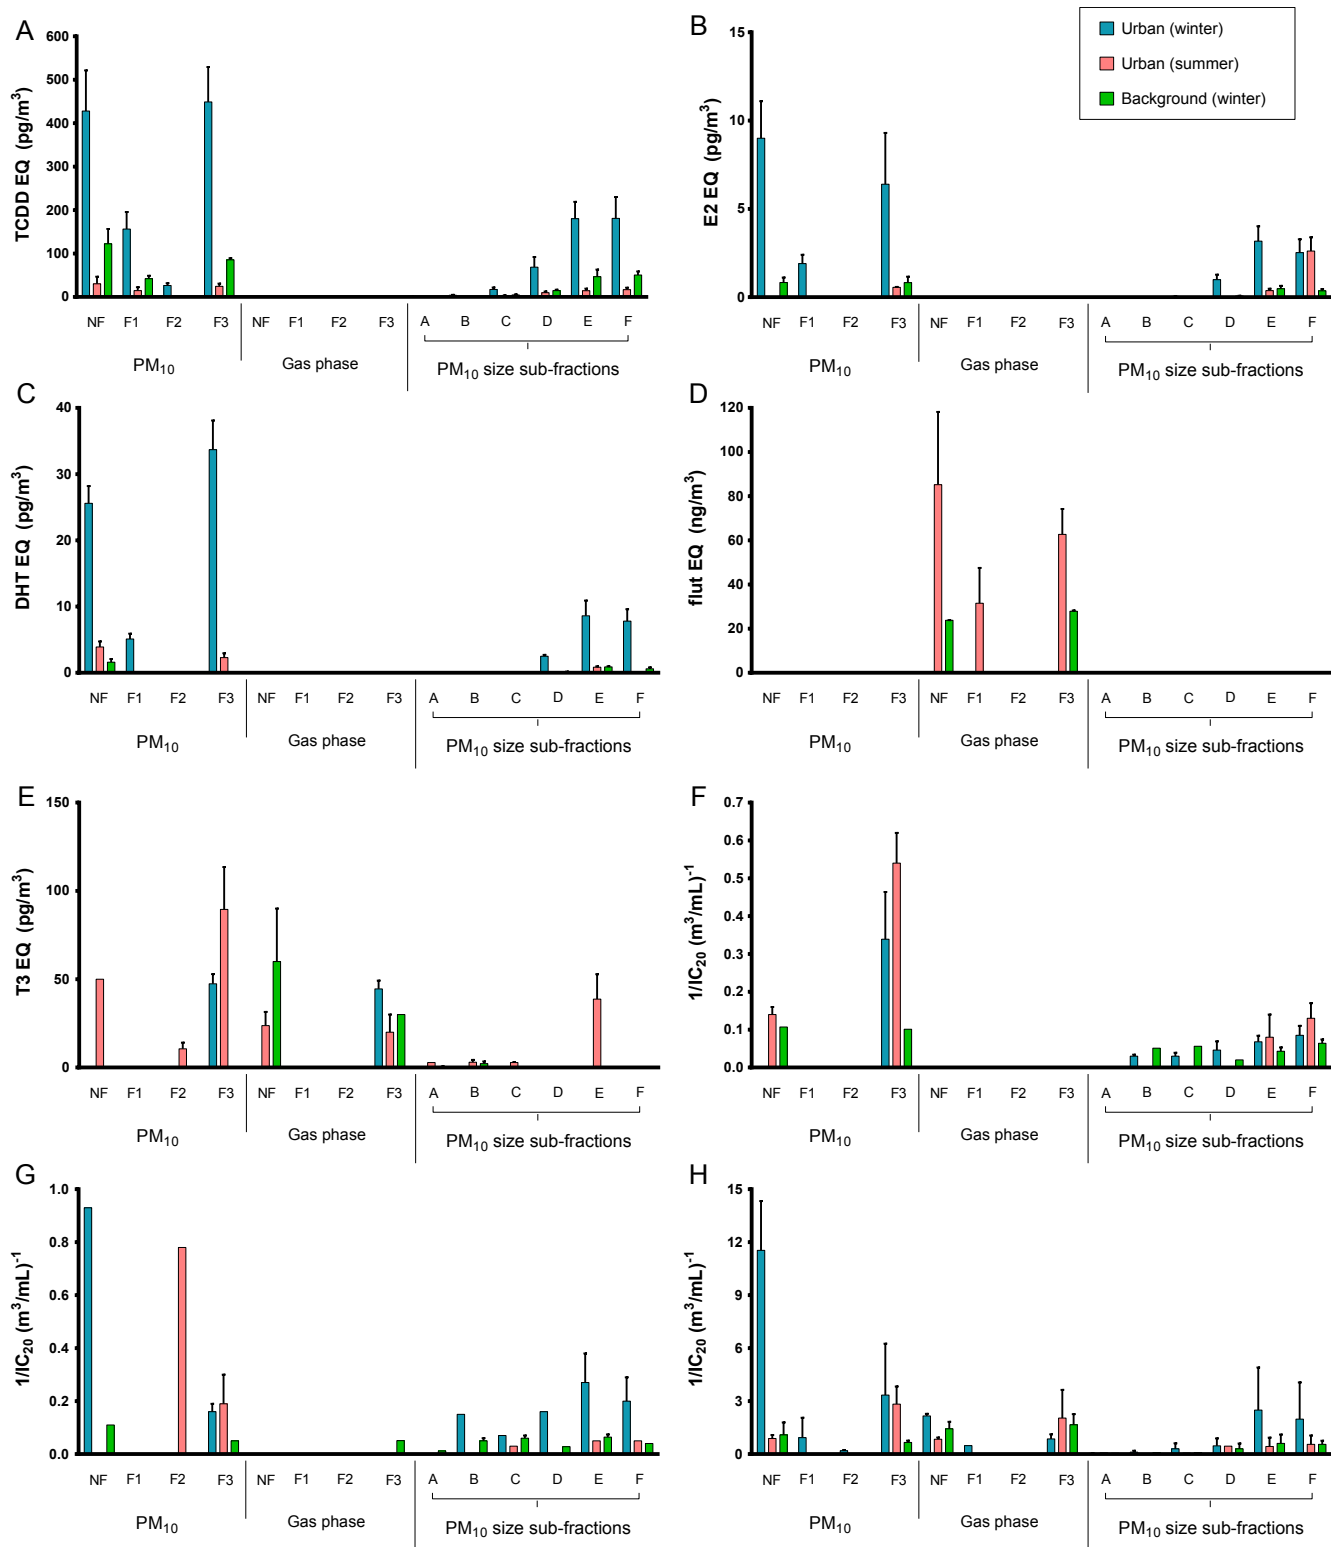 A
600
500
400
300
200
100
0
TCDD EQ (pg/m³)
NF F1 F2 F3 NF F1 F2 F3 A B C D E F
PM₁₀ Gas phase PM₁₀ size sub-fractions
B
15
10
5
0
E2 EQ (pg/m³)
Urban (winter)
Urban (summer)
Background (winter)
NF F1 F2 F3 NF F1 F2 F3 A B C D E F
PM₁₀ Gas phase PM₁₀ size sub-fractions
C
40
30
20
10
0
DHT EQ (pg/m³)
NF F1 F2 F3 NF F1 F2 F3 A B C D E F
PM₁₀ Gas phase PM₁₀ size sub-fractions
D
120
100
80
60
40
20
0
flut EQ (ng/m³)
NF F1 F2 F3 NF F1 F2 F3 A B C D E F
PM₁₀ Gas phase PM₁₀ size sub-fractions
E
150
100
50
0
T3 EQ (pg/m³)
NF F1 F2 F3 NF F1 F2 F3 A B C D E F
PM₁₀ Gas phase PM₁₀ size sub-fractions
F
0.7
0.6
0.5
0.4
0.3
0.2
0.1
0.0
1/IC₂₀ (m³/mL)⁻¹
NF F1 F2 F3 NF F1 F2 F3 A B C D E F
PM₁₀ Gas phase PM₁₀ size sub-fractions
G
1.0
0.8
0.6
0.4
0.2
0.0
1/IC₂₀ (m³/mL)⁻¹
NF F1 F2 F3 NF F1 F2 F3 A B C D E F
PM₁₀ Gas phase PM₁₀ size sub-fractions
H
15
12
9
6
3
0
1/IC₂₀ (m³/mL)⁻¹
NF F1 F2 F3 NF F1 F2 F3 A B C D E F
PM₁₀ Gas phase PM₁₀ size sub-fractions